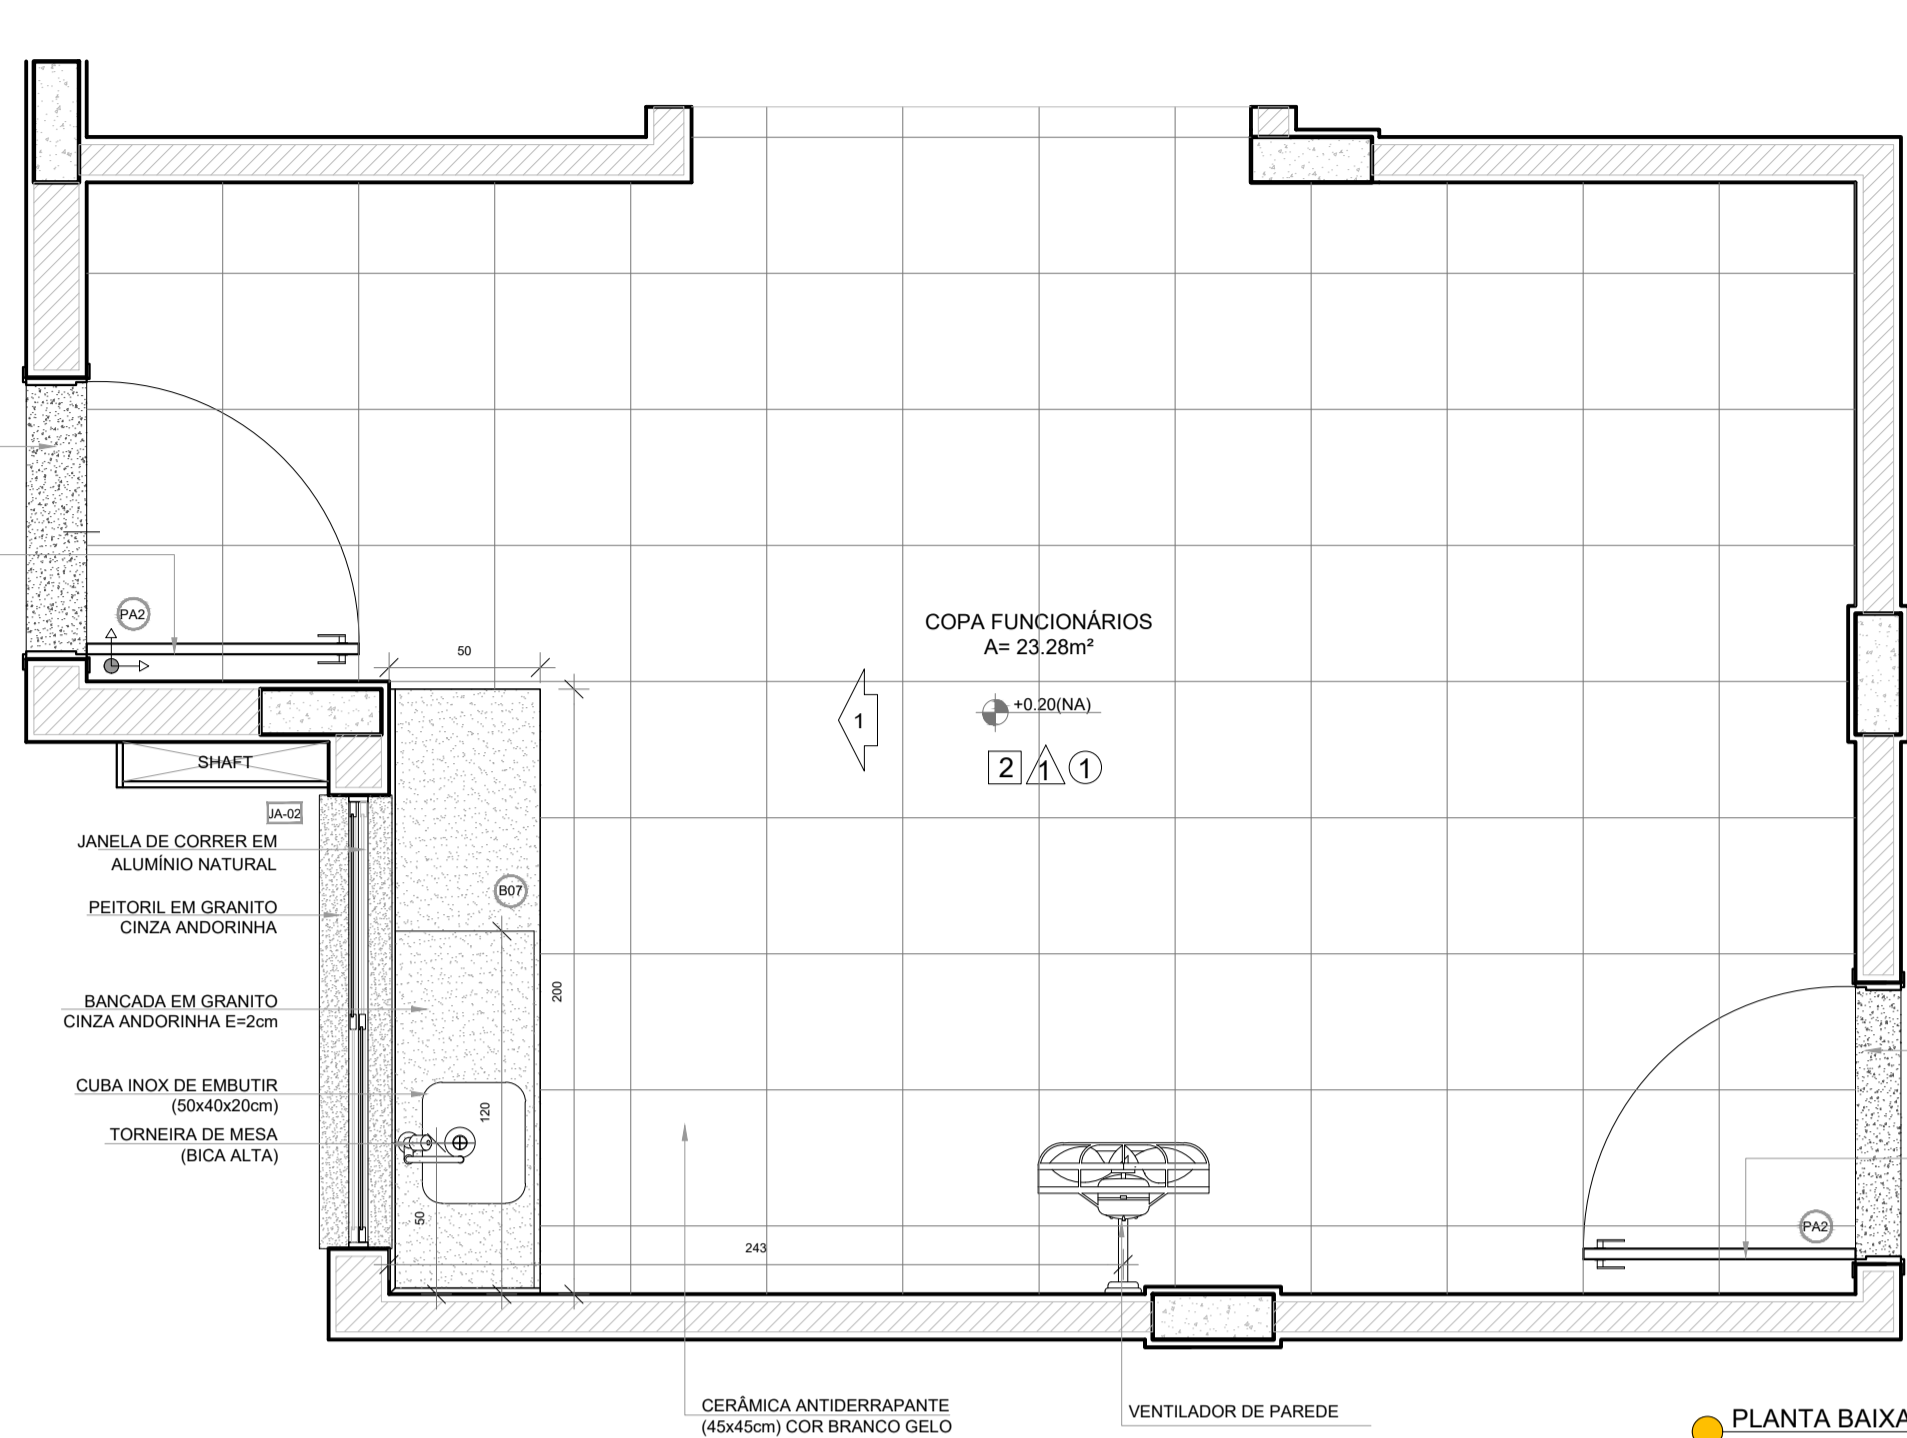 PA2
50
COPA FUNCIONÁRIOS
A= 23.28m²
+0.20(NA)
1
2 1 1
SHAFT
JA-02
JANELA DE CORRER EM
ALUMÍNIO NATURAL
B07
PEITORIL EM GRANITO
CINZA ANDORINHA
200
BANCADA EM GRANITO
CINZA ANDORINHA E=2cm
CUBA INOX DE EMBUTIR
(50x40x20cm)
120
TORNEIRA DE MESA
(BICA ALTA)
50
243
1
PA2
CERÂMICA ANTIDERRAPANTE
(45x45cm) COR BRANCO GELO
VENTILADOR DE PAREDE
PLANTA BAIXA